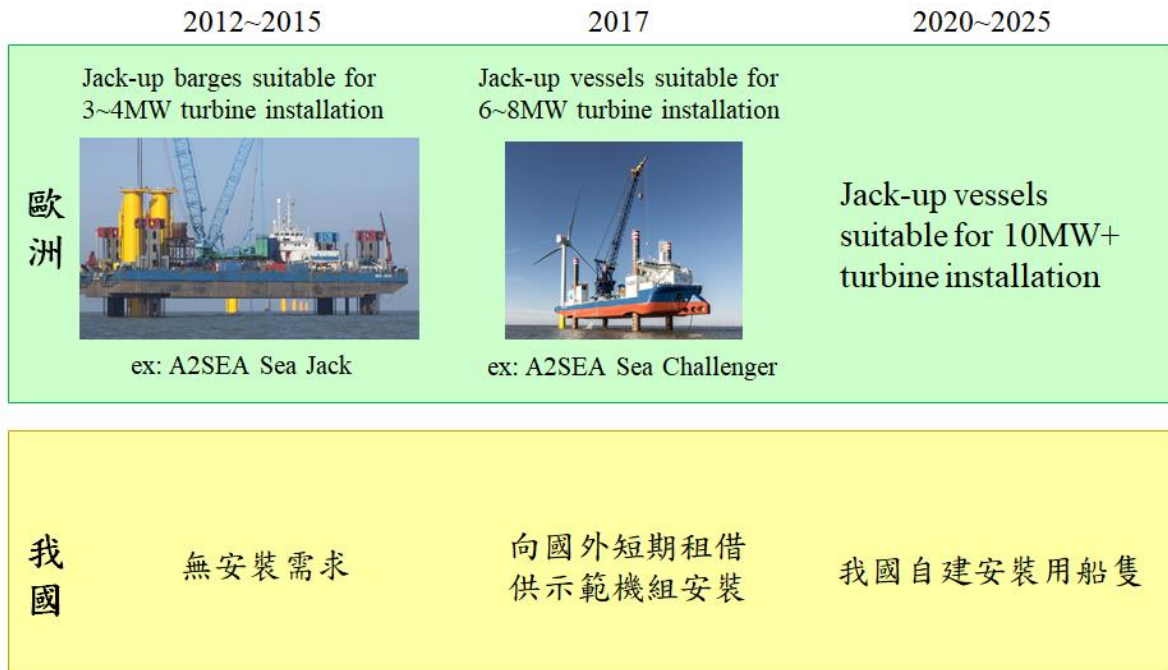 2012~2015
2017
2020~2025
歐洲
Jack-up barges suitable for
3~4MW turbine installation
ex: A2SEA Sea Jack
Jack-up vessels suitable for
6~8MW turbine installation
ex: A2SEA Sea Challenger
Jack-up vessels
suitable for 10MW+
turbine installation
我國
無安裝需求
向國外短期租借
供示範機組安裝
我國自建安裝用船隻